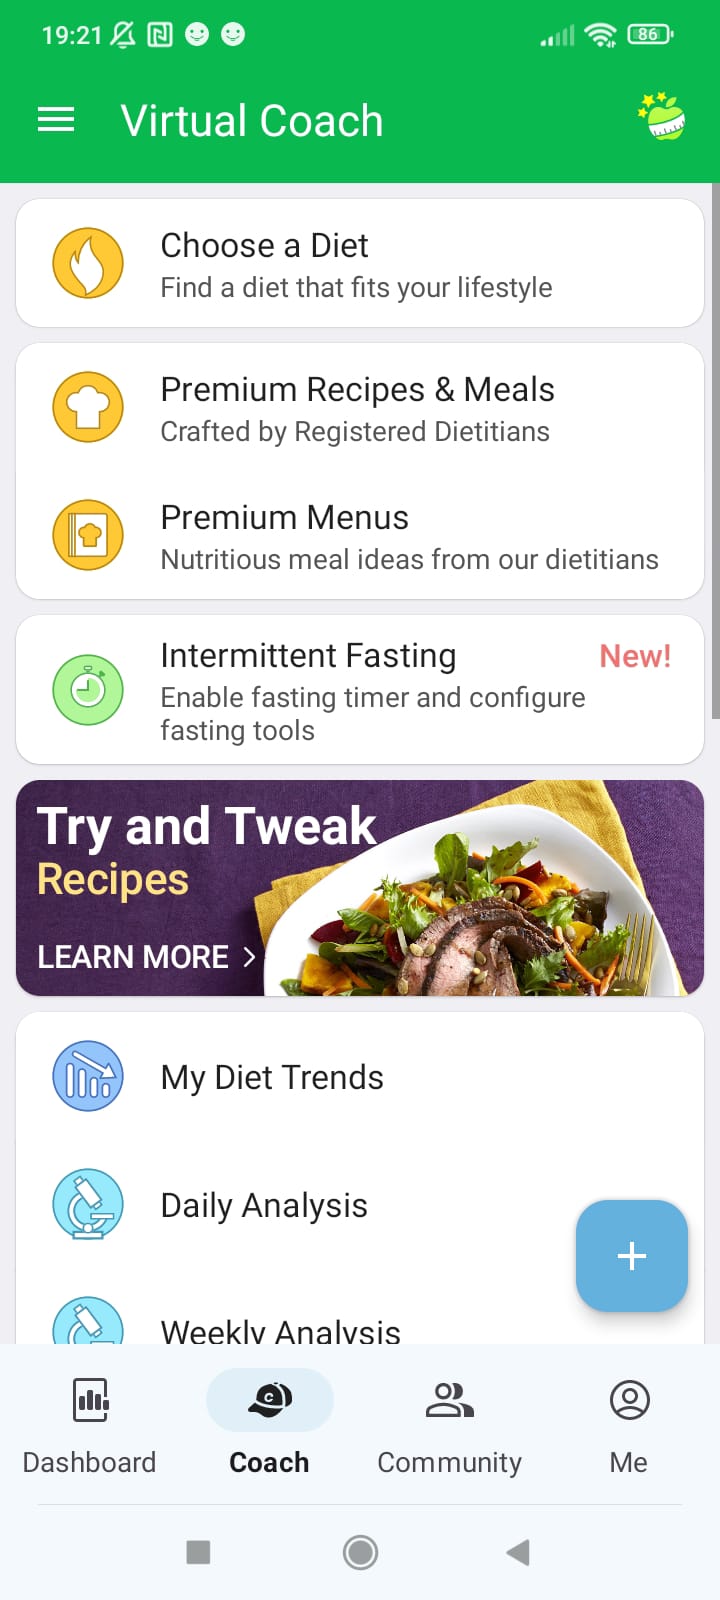 19:21
86
Virtual Coach
Choose a Diet
Find a diet that fits your lifestyle
Premium Recipes & Meals
Crafted by Registered Dietitians
Premium Menus
Nutritious meal ideas from our dietitians
Intermittent Fasting
New!
Enable fasting timer and configure
fasting tools
Try and Tweak
Recipes
LEARN MORE >
My Diet Trends
Daily Analysis
Weekly Analysis
+
C
Dashboard
Coach
Community
Me